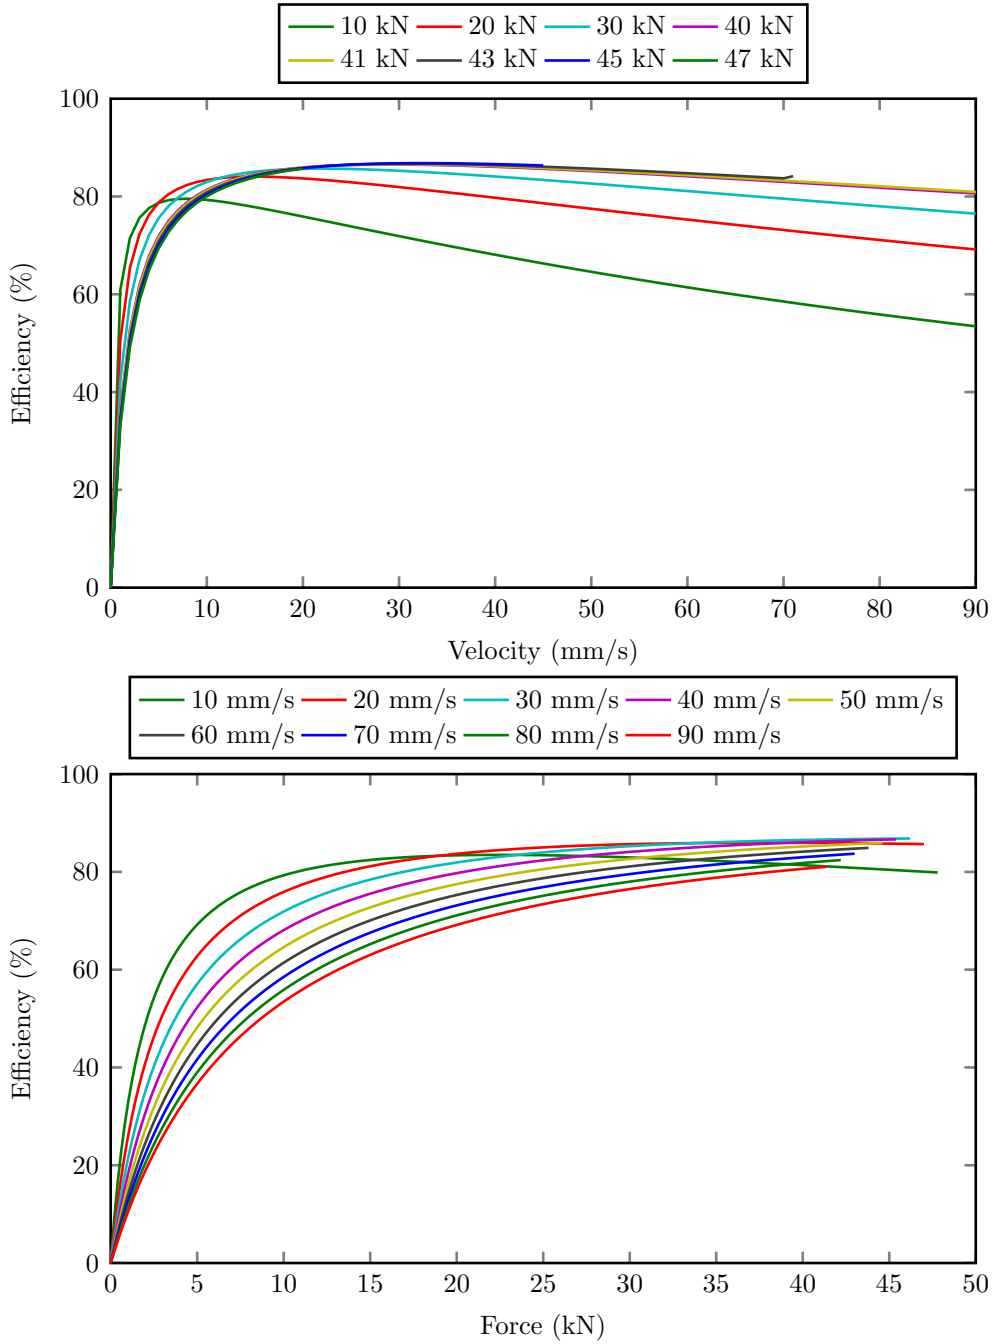 10 kN 20 kN 30 kN 40 kN
41 kN 43 kN 45 kN 47 kN
100
80
60
40
20
0
Efficiency (%)
0 10 20 30 40 50 60 70 80 90
Velocity (mm/s)
10 mm/s 20 mm/s 30 mm/s 40 mm/s 50 mm/s
60 mm/s 70 mm/s 80 mm/s 90 mm/s
100
80
60
40
20
0
Efficiency (%)
0 5 10 15 20 25 30 35 40 45 50
Force (kN)